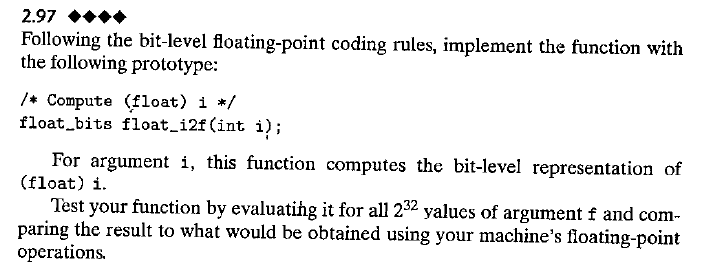 2.97 ◆◆◆◆
Following the bit-level floating-point coding rules, implement the function with
the following prototype:
/* Compute (float) i */
float_bits float_i2f(int i);
For argument i, this function computes the bit-level representation of
(float) i.
Test your function by evaluating it for all 2³² values of argument f and com-
paring the result to what would be obtained using your machine's floating-point
operations.